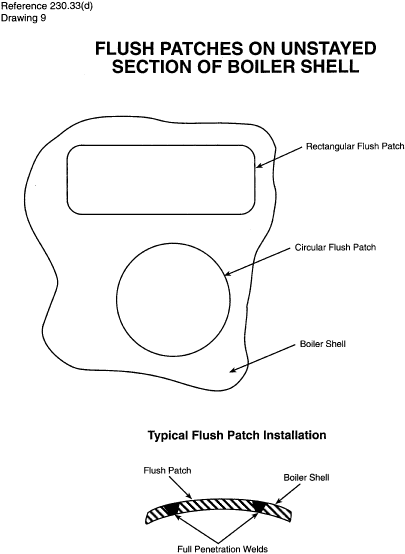 Reference 230.33(d)
Drawing 9
FLUSH PATCHES ON UNSTAYED
SECTION OF BOILER SHELL
Rectangular Flush Patch
Circular Flush Patch
Boiler Shell
Typical Flush Patch Installation
Flush Patch
Boiler Shell
Full Penetration Welds